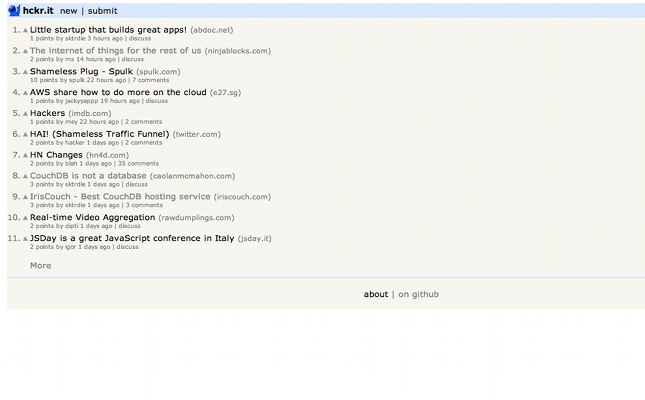 hckr.it new | submit
1. Little startup that builds great apps! (abdoc.net)
1 points by sktrdie 3 hours ago | discuss
2. The internet of things for the rest of us (ninjablocks.com)
2 points by ms 14 hours ago | discuss
3. Shameless Plug - Spulk (spulk.com)
10 points by spulk 22 hours ago | 7 comments
4. AWS share how to do more on the cloud (e27.sg)
1 points by jackyyappp 19 hours ago | discuss
5. Hackers (imdb.com)
1 points by mey 22 hours ago | 2 comments
6. HAI! (Shameless Traffic Funnel) (twitter.com)
2 points by hacker 1 days ago | 2 comments
7. HN Changes (hn4d.com)
2 points by blah 1 days ago | 35 comments
8. CouchDB is not a database (caolanmcmahon.com)
3 points by sktrdie 1 days ago | discuss
9. IrisCouch - Best CouchDB hosting service (iriscouch.com)
3 points by sktrdie 1 days ago | 3 comments
10. Real-time Video Aggregation (rawdumplings.com)
2 points by dipti 1 days ago | discuss
11. JSDay is a great JavaScript conference in Italy (jsday.it)
2 points by igor 1 days ago | discuss
More
about | on github